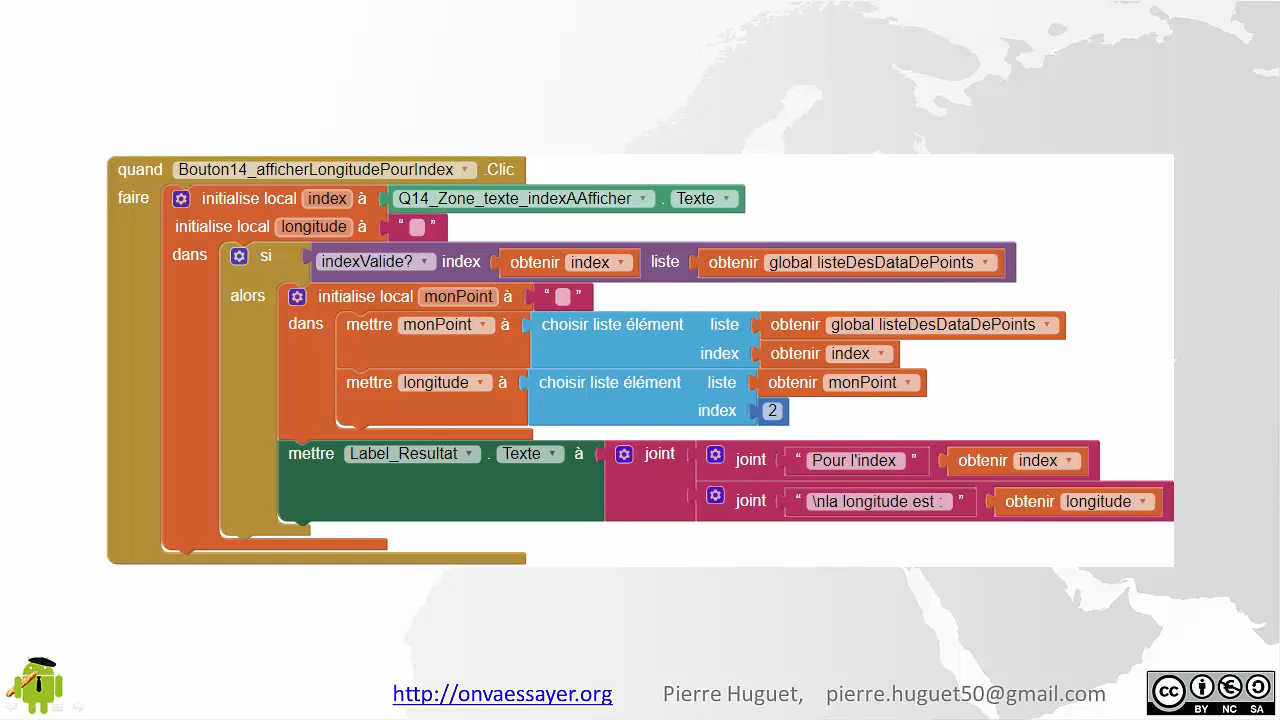 quand Bouton14_afficherLongitudePourIndex .Clic
faire initialise local index à Q14_Zone_texte_indexAAfficher . Texte
initialise local longitude à “ ”
dans si indexValide? index obtenir index liste obtenir global listeDesDataDePoints
alors initialise local monPoint à “ ”
dans mettre monPoint à choisir liste élément liste obtenir global listeDesDataDePoints
index obtenir index
mettre longitude à choisir liste élément liste obtenir monPoint
index 2
mettre Label_Resultat . Texte à joint joint “ Pour l'index ” obtenir index
joint “ \nla longitude est : ” obtenir longitude
http://onvaessayer.org Pierre Huguet, pierre.huguet50@gmail.com
cc BY NC SA